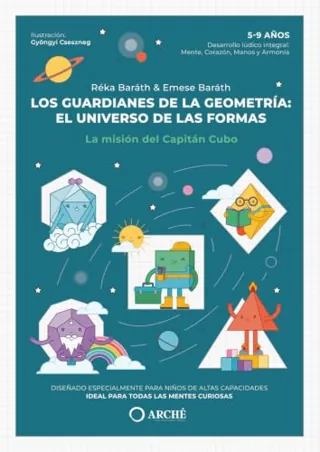 Ilustración:
Gyöngyi Cseszneg
5-9 AÑOS
Desarrollo lúdico integral:
Mente, Corazón, Manos y Armonía
Réka Baráth & Emese Baráth
LOS GUARDIANES DE LA GEOMETRÍA:
EL UNIVERSO DE LAS FORMAS
La misión del Capitán Cubo
DISEÑADO ESPECIALMENTE PARA NIÑOS DE ALTAS CAPACIDADES
IDEAL PARA TODAS LAS MENTES CURIOSAS
ARCHÉ